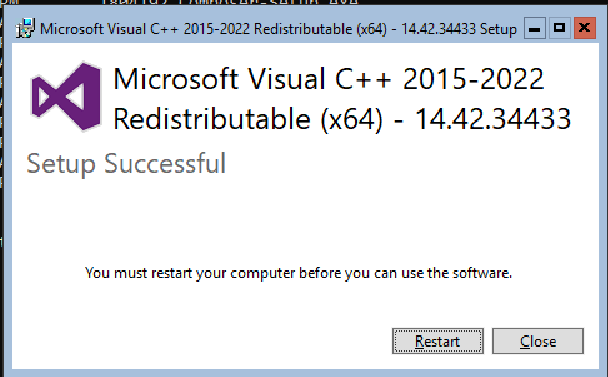 Microsoft Visual C++ 2015-2022 Redistributable (x64) - 14.42.34433 Setup
Microsoft Visual C++ 2015-2022
Redistributable (x64) - 14.42.34433
Setup Successful
You must restart your computer before you can use the software.
Restart
Close